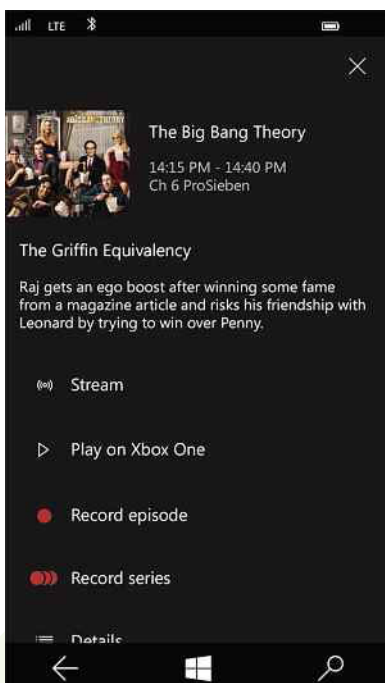 LTE
The Big Bang Theory
14:15 PM - 14:40 PM
Ch 6 ProSieben
The Griffin Equivalency
Raj gets an ego boost after winning some fame
from a magazine article and risks his friendship with
Leonard by trying to win over Penny.
Stream
Play on Xbox One
Record episode
Record series
Details